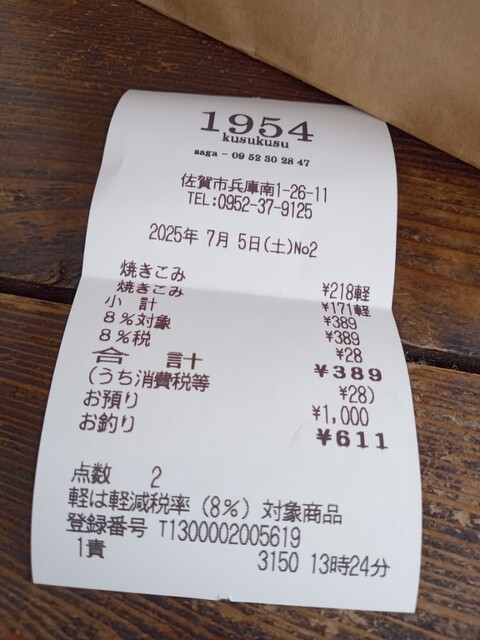 1954
kusukusu
saga - 09 52 30 28 47
佐賀市兵庫南1-26-11
TEL:0952-37-9125
2025年 7月 5日(土)No2
焼きこみ ¥218軽
焼きこみ ¥171軽
小 計 ¥389
8%対象 ¥389
8%税 ¥28
合 計 ¥389
(うち消費税等 ¥28)
お預り ¥1,000
お釣り ¥611
点数 2
軽は軽減税率(8%)対象商品
登録番号 T1300002005619
1責 3150 13時24分